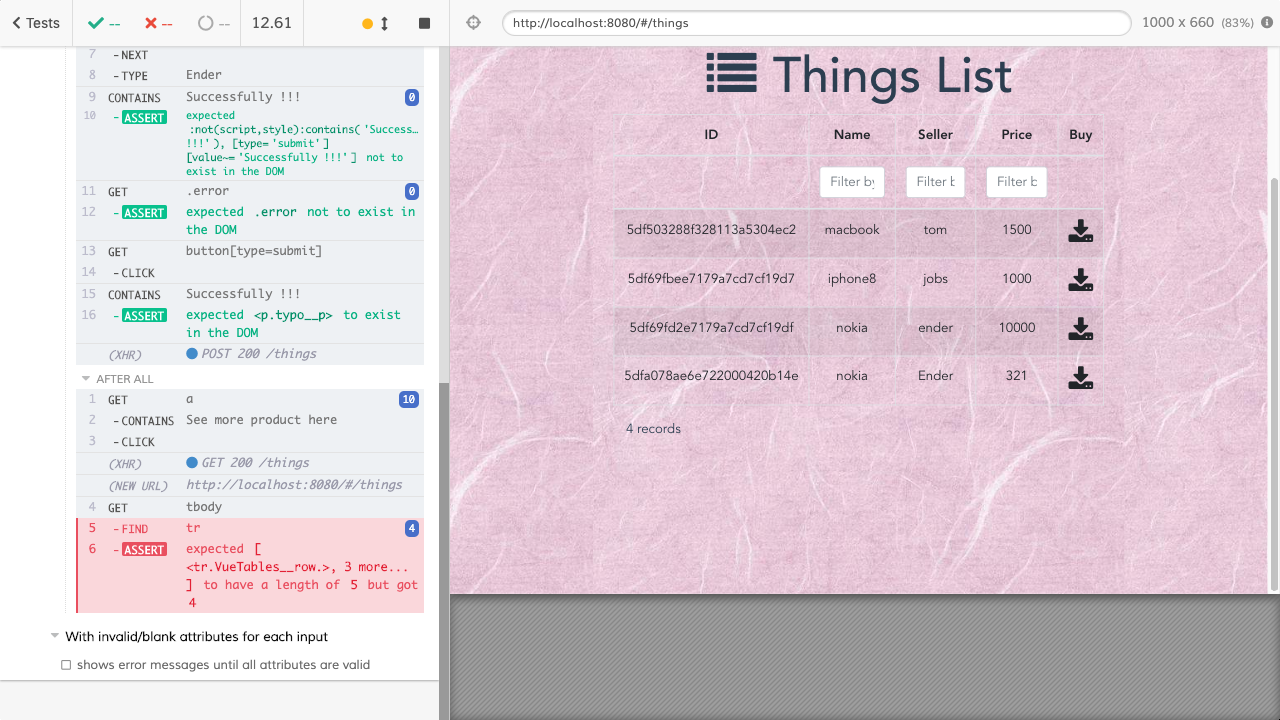 Tests
--
--
--
12.61
http://localhost:8080/#/things
1000 x 660 (83%)
7 -NEXT
8 -TYPE Ender
9 CONTAINS Successfully !!! 0
10 -ASSERT expected
:not(script,style):contains('Success…
!!!'), [type='submit']
[value~='Successfully !!!'] not to
exist in the DOM
11 GET .error 0
12 -ASSERT expected .error not to exist in
the DOM
13 GET button[type=submit]
14 -CLICK
15 CONTAINS Successfully !!!
16 -ASSERT expected <p.typo__p> to exist
in the DOM
(XHR) POST 200 /things
AFTER ALL
1 GET a 10
2 -CONTAINS See more product here
3 -CLICK
(XHR) GET 200 /things
(NEW URL) http://localhost:8080/#/things
4 GET tbody
5 -FIND tr 4
6 -ASSERT expected [
<tr.VueTables__row.>, 3 more...
] to have a length of 5 but got
4
With invalid/blank attributes for each input
shows error messages until all attributes are valid
Things List
ID Name Seller Price Buy
Filter by Filter b Filter b
5df503288f328113a5304ec2 macbook tom 1500
5df69fbee7179a7cd7cf19d7 iphone8 jobs 1000
5df69fd2e7179a7cd7cf19df nokia ender 10000
5dfa078ae6e722000420b14e nokia Ender 321
4 records